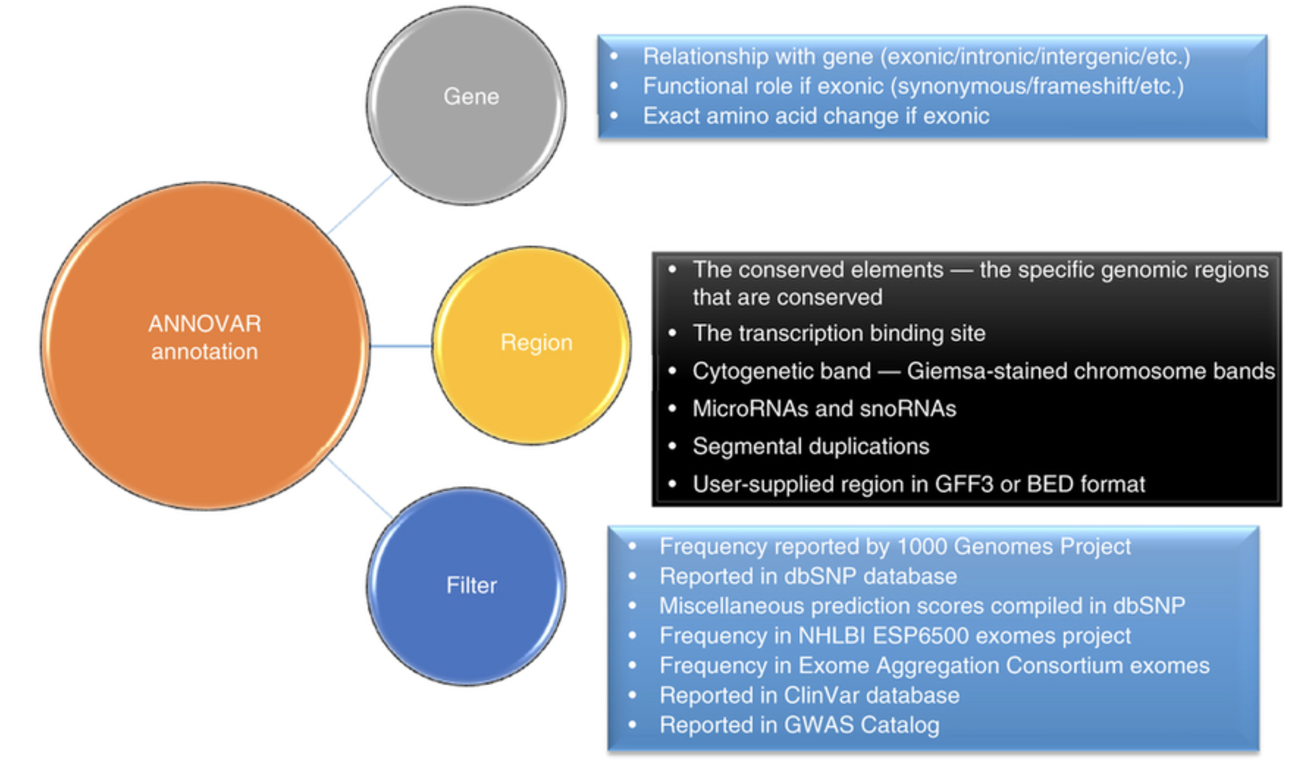 Gene
• Relationship with gene (exonic/intronic/intergenic/etc.)
• Functional role if exonic (synonymous/frameshift/etc.)
• Exact amino acid change if exonic
ANNOVAR
annotation
Region
• The conserved elements — the specific genomic regions
that are conserved
• The transcription binding site
• Cytogenetic band — Giemsa-stained chromosome bands
• MicroRNAs and snoRNAs
• Segmental duplications
• User-supplied region in GFF3 or BED format
Filter
• Frequency reported by 1000 Genomes Project
• Reported in dbSNP database
• Miscellaneous prediction scores compiled in dbSNP
• Frequency in NHLBI ESP6500 exomes project
• Frequency in Exome Aggregation Consortium exomes
• Reported in ClinVar database
• Reported in GWAS Catalog